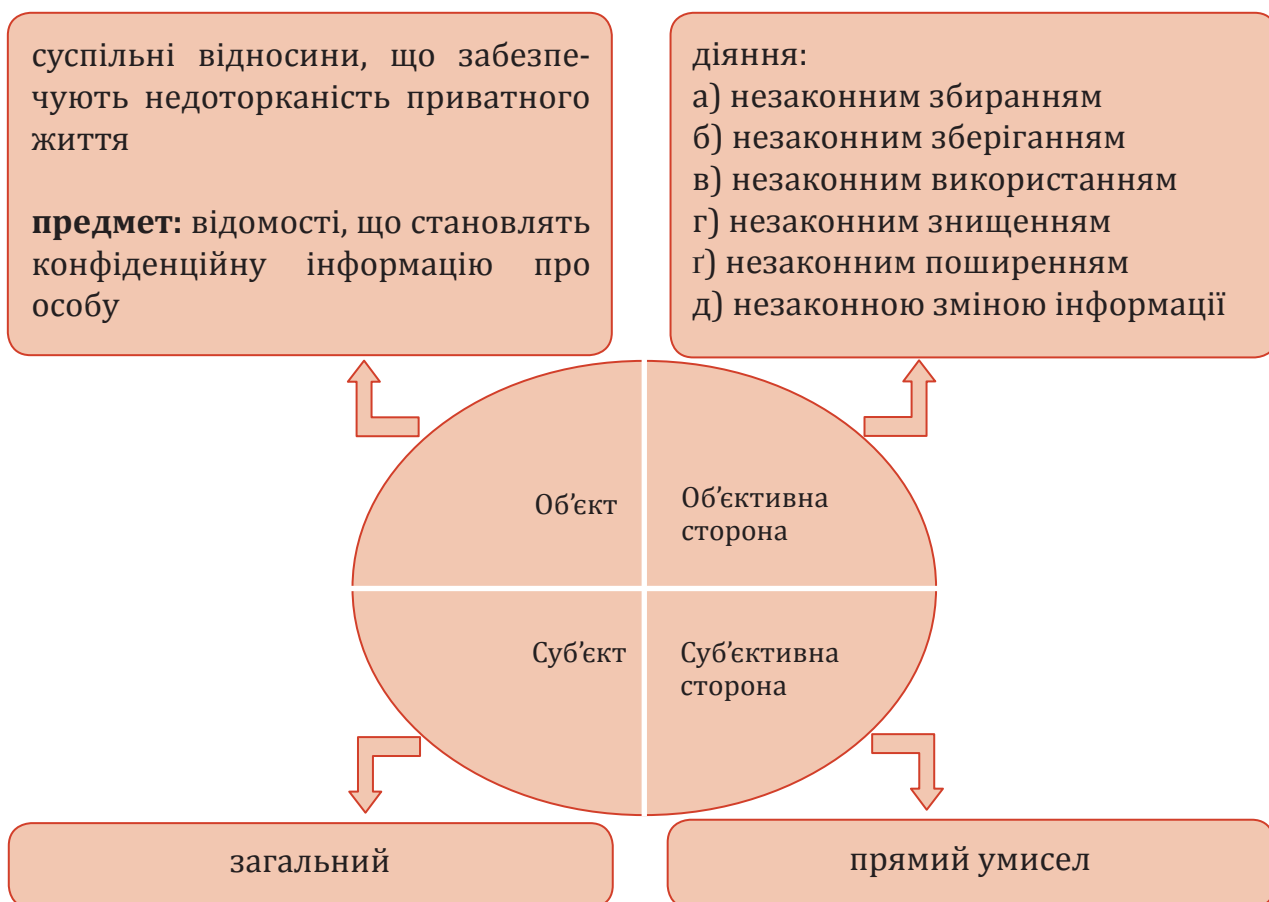 суспільні відносини, що забезпе-
чують недоторканість приватного
життя
предмет: відомості, що становлять
конфіденційну інформацію про
особу
діяння:
а) незаконним збиранням
б) незаконним зберіганням
в) незаконним використанням
г) незаконним знищенням
ґ) незаконним поширенням
д) незаконною зміною інформації
Об’єкт
Об’єктивна
сторона
Суб’єкт
Суб’єктивна
сторона
загальний
прямий умисел